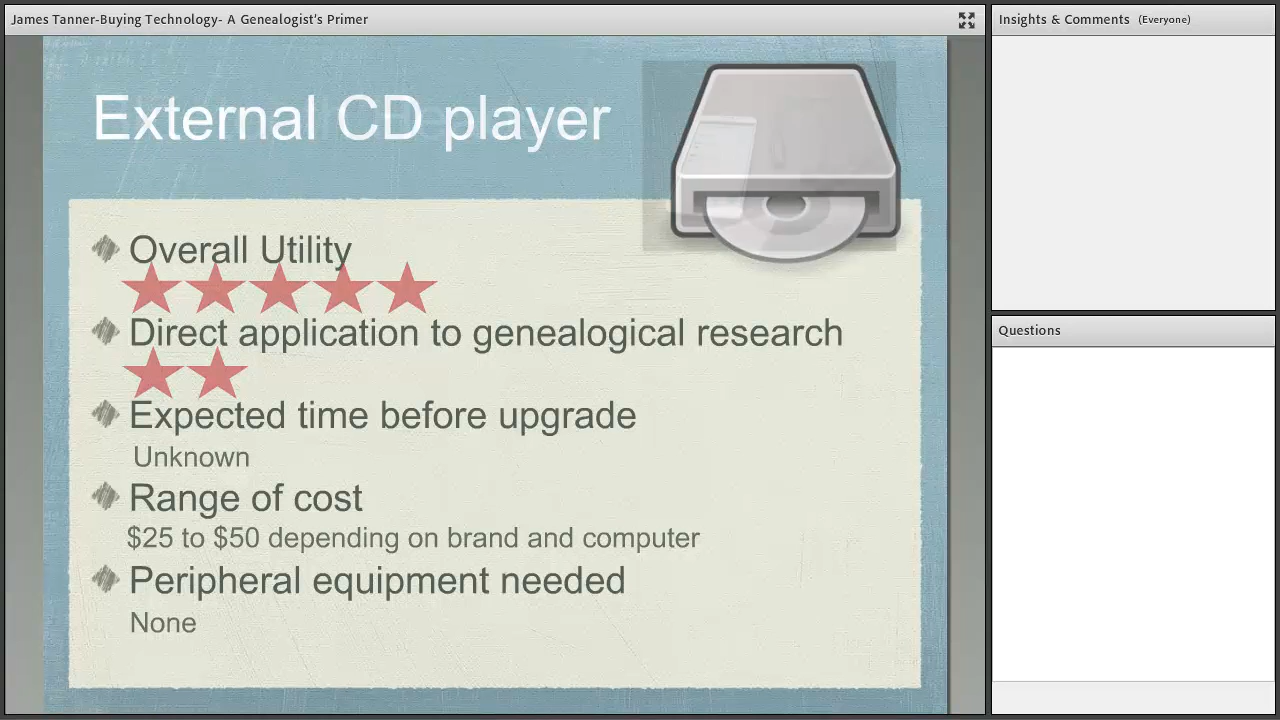 James Tanner-Buying Technology- A Genealogist's Primer
Insights & Comments (Everyone)
External CD player
Overall Utility
Direct application to genealogical research
Expected time before upgrade
Unknown
Range of cost
$25 to $50 depending on brand and computer
Peripheral equipment needed
None
Questions